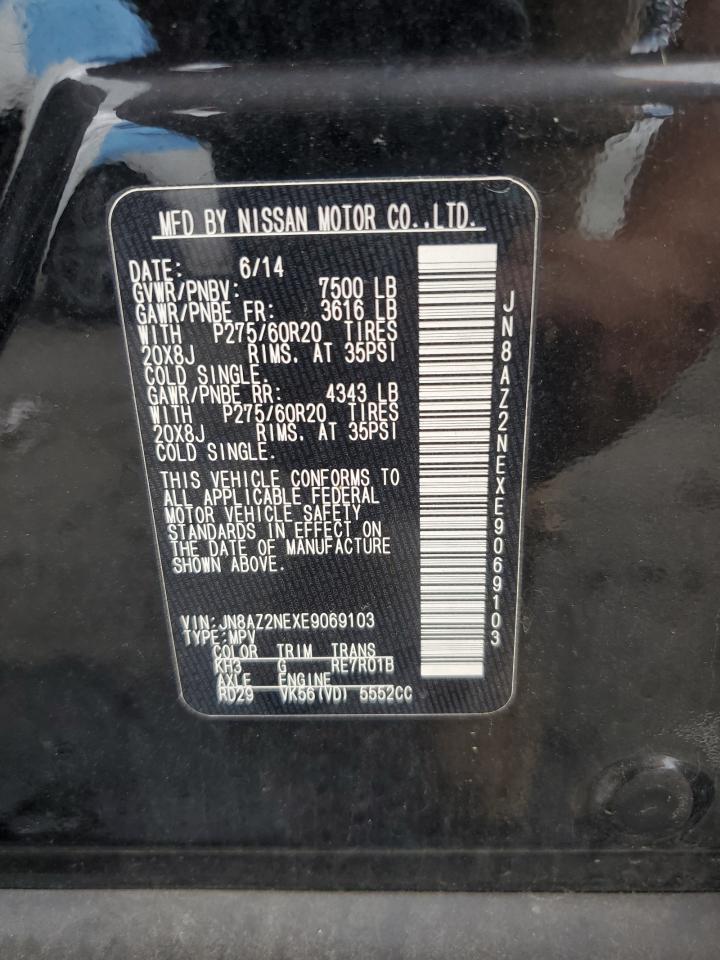 MFD BY NISSAN MOTOR CO.,LTD.
DATE: 6/14
GVWR/PNBV: 7500 LB
GAWR/PNBE FR: 3616 LB
WITH P275/60R20 TIRES
20X8J RIMS. AT 35PSI
COLD SINGLE.
GAWR/PNBE RR: 4343 LB
WITH P275/60R20 TIRES
20X8J RIMS. AT 35PSI
COLD SINGLE.
THIS VEHICLE CONFORMS TO
ALL APPLICABLE FEDERAL
MOTOR VEHICLE SAFETY
STANDARDS IN EFFECT ON
THE DATE OF MANUFACTURE
SHOWN ABOVE.
VIN:JN8AZ2NEXE9069103
TYPE:MPV
COLOR TRIM TRANS
KH3 G RE7R01B
AXLE ENGINE
RD29 VK56(VD) 5552CC
JN8AZ2NEXE9069103